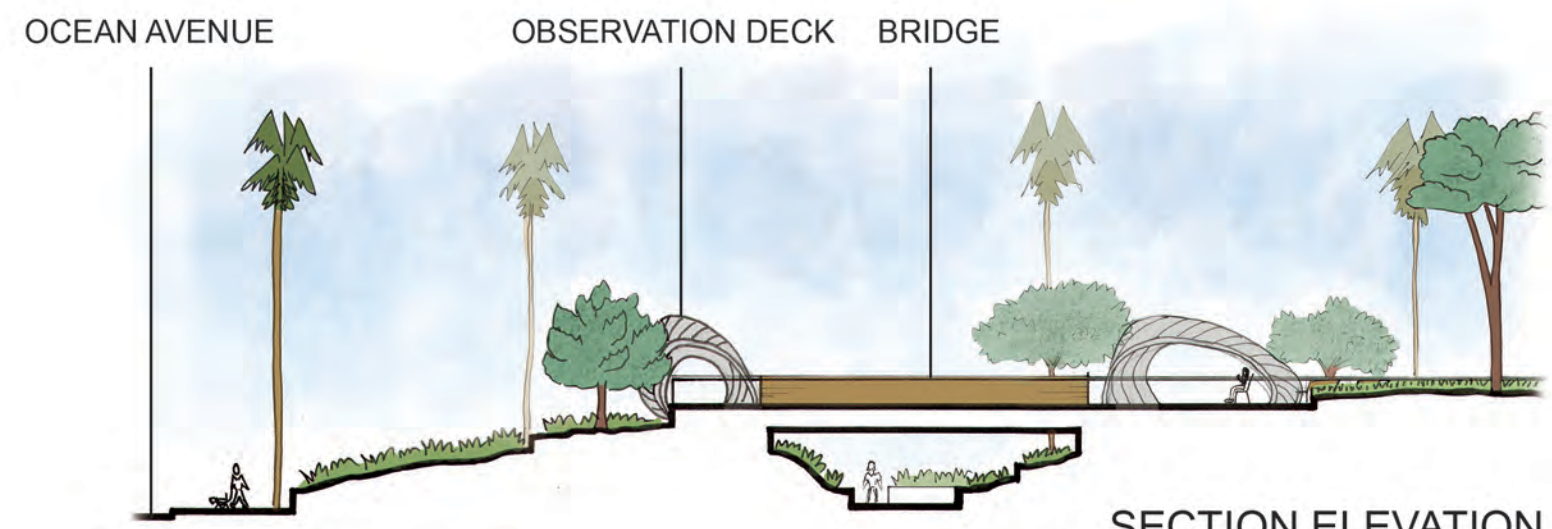 OCEAN AVENUE
OBSERVATION DECK
BRIDGE
SECTION ELEVATION